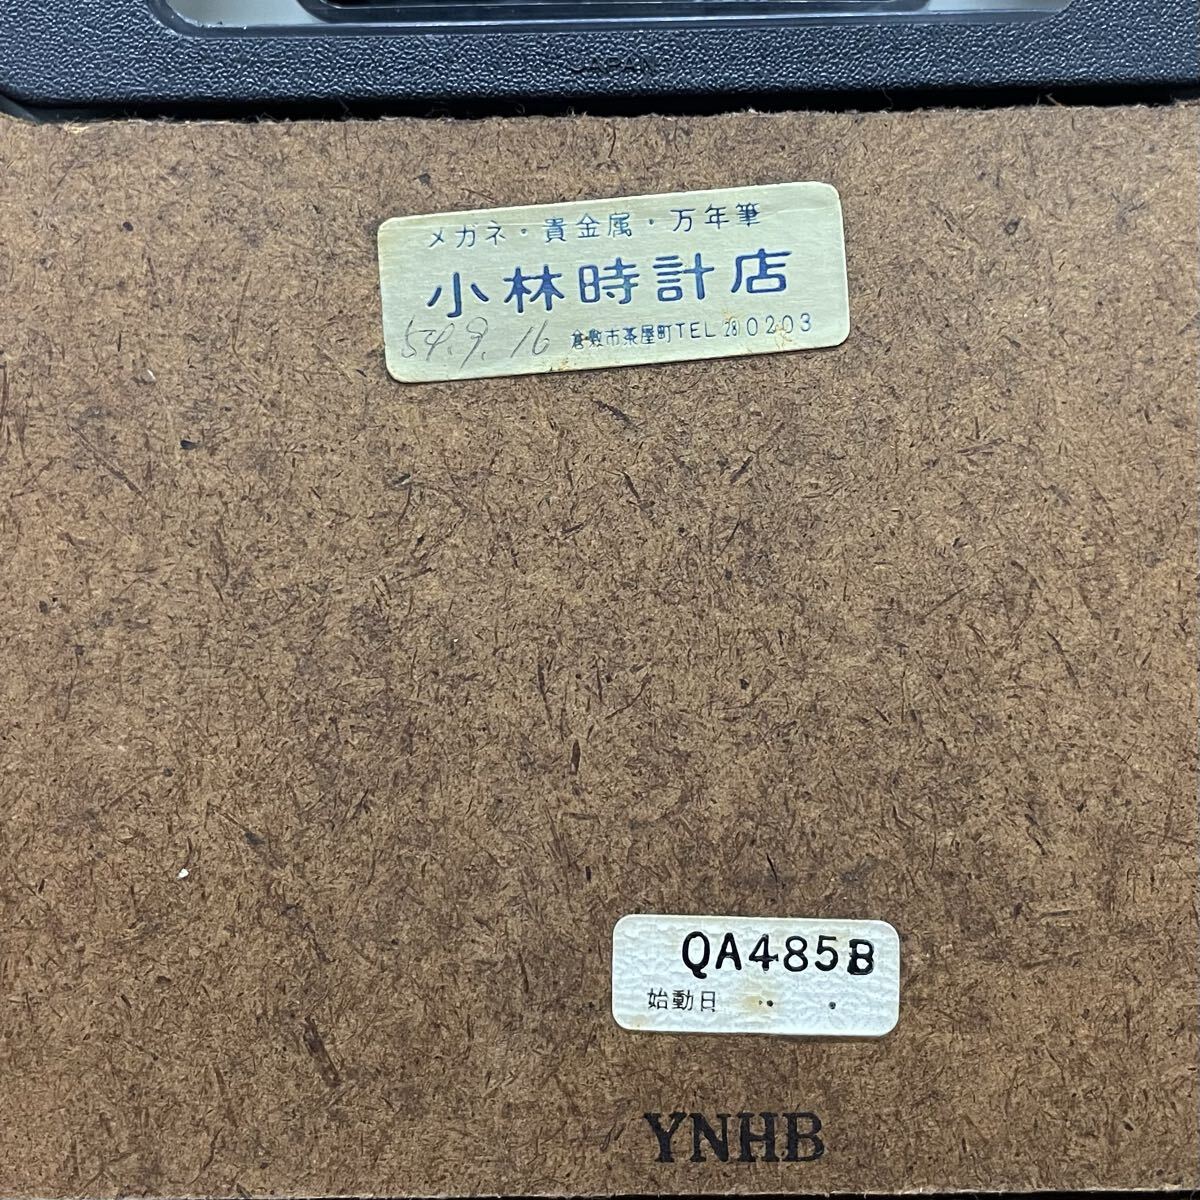 JAPAN
メガネ・貴金属・万年筆
小林時計店
54.9.16 倉敷市茶屋町TEL 28 0203
QA485B
始動日 . .
YNHB